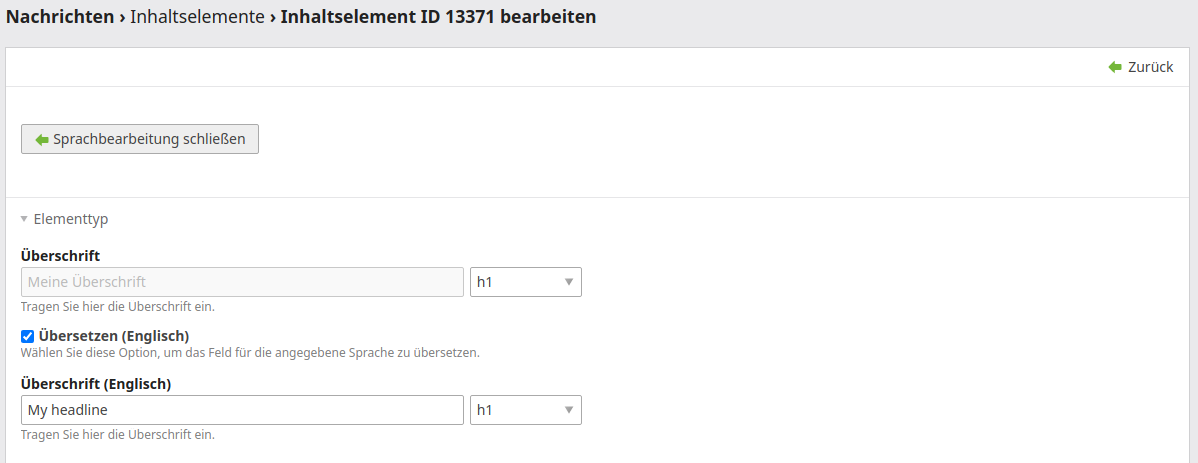 Nachrichten › Inhaltselemente › Inhaltselement ID 13371 bearbeiten
Zurück
Sprachbearbeitung schließen
Elementtyp
Überschrift
Meine Überschrift h1
Tragen Sie hier die Überschrift ein.
Übersetzen (Englisch)
Wählen Sie diese Option, um das Feld für die angegebene Sprache zu übersetzen.
Überschrift (Englisch)
My headline h1
Tragen Sie hier die Überschrift ein.